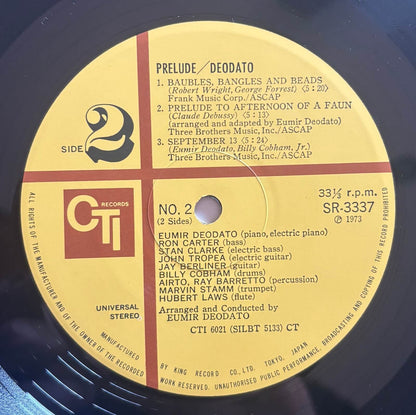 PRELUDE/DEODATO
1. BAUBLES, BANGLES AND BEADS
(Robert Wright, George Forrest) <5:20>
Frank Music Corp./ASCAP
2. PRELUDE TO AFTERNOON OF A FAUN
(Claude Debussy) <5:13>
(arranged and adapted by Eumir Deodato)
Three Brothers Music, Inc./ASCAP
3. SEPTEMBER 13 <5:24>
(Eumir Deodato, Billy Cobham, Jr.)
Three Brothers Music, Inc./ASCAP
SIDE 2
CTI RECORDS
NO. 2
(2 Sides)
33⅓ r.p.m.
SR-3337
℗ 1973
EUMIR DEODATO (piano, electric piano)
RON CARTER (bass)
STAN CLARKE (electric bass)
JOHN TROPEA (electric guitar)
JAY BERLINER (guitar)
BILLY COBHAM (drums)
AIRTO, RAY BARRETTO (percussion)
MARVIN STAMM (trumpet)
HUBERT LAWS (flute)
Arranged and Conducted by
EUMIR DEODATO
CTI 6021 (SILBT 5133) CT
UNIVERSAL
STEREO
ALL RIGHTS OF THE MANUFACTURER AND OF THE OWNER OF THE RECORDED WORK RESERVED. UNAUTHORISED PUBLIC PERFORMANCE, BROADCASTING AND COPYING OF THIS RECORD PROHIBITED.
MANUFACTURED BY KING RECORD CO., LTD. TOKYO, JAPAN